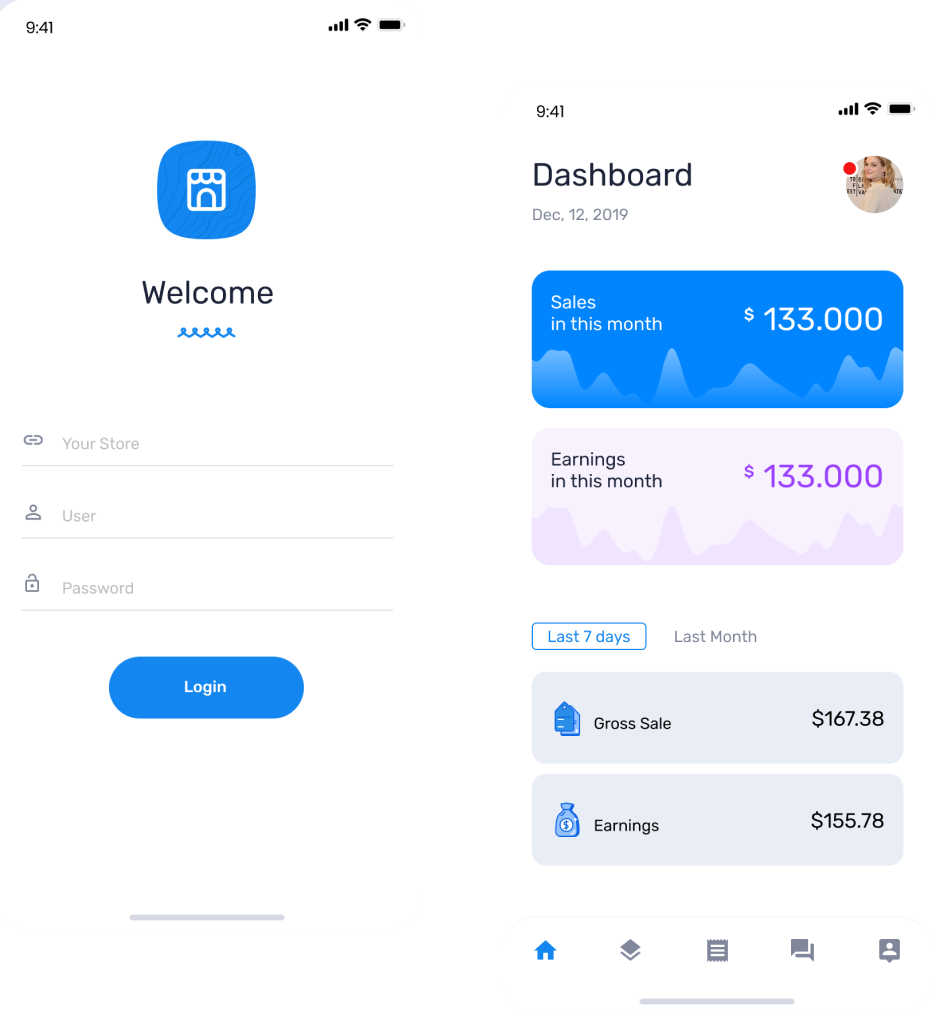 9:41
Welcome
Your Store
User
Password
Login
9:41
Dashboard
Dec, 12, 2019
Sales
in this month
$ 133.000
Earnings
in this month
$ 133.000
Last 7 days
Last Month
Gross Sale
$167.38
$
Earnings
$155.78